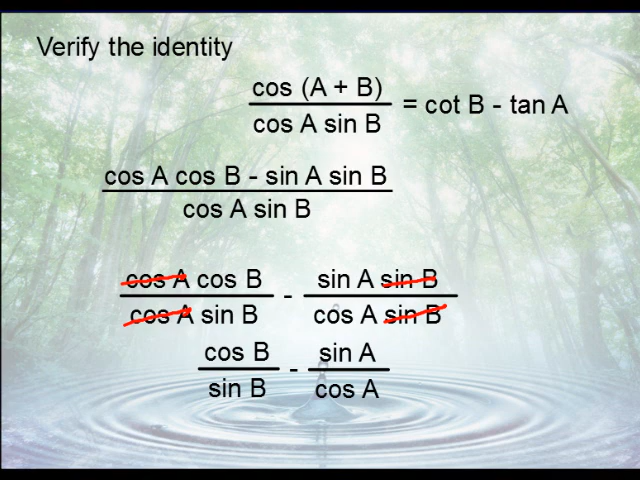 Verify the identity
cos (A + B)
cos A sin B
= cot B - tan A
cos A cos B - sin A sin B
cos A sin B
cos A cos B - sin A sin B
cos A sin B cos A sin B
cos B - sin A
sin B cos A